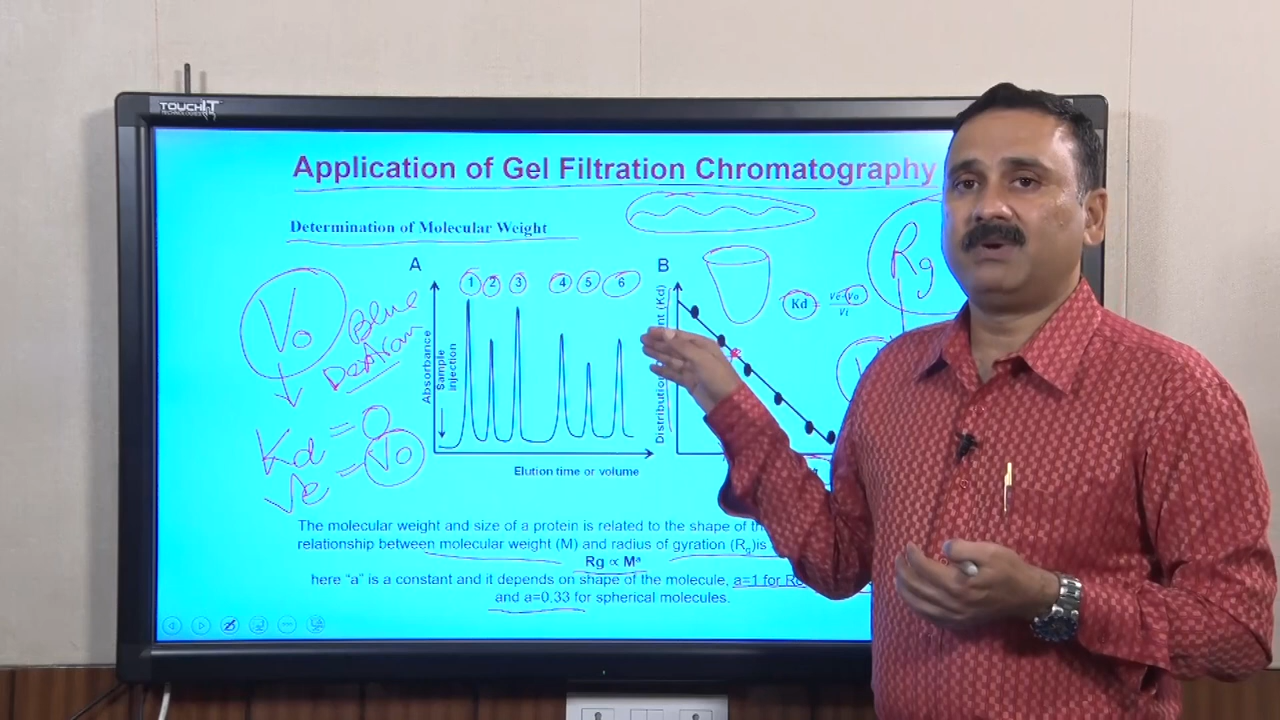 TOUCHIT
TECHNOLOGIES
Application of Gel Filtration Chromatography
Determination of Molecular Weight
A
1 2 3 4 5 6
Absorbance
Sample
injection
Elution time or volume
B
Kd = Ve-Vo
Vi
Rg
Vo
Blue
Dextran
Kd = 0
Ve = Vo
The molecular weight and size of a protein is related to the shape of
relationship between molecular weight (M) and radius of gyration (Rg)is
Rg ∝ Mᵃ
here "a" is a constant and it depends on shape of the molecule, a=1 for
and a=0.33 for spherical molecules.